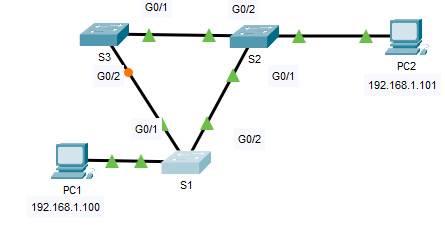 G0/1
G0/2
S3
S2
G0/2
G0/1
PC2
192.168.1.101
G0/1
G0/2
S1
PC1
192.168.1.100